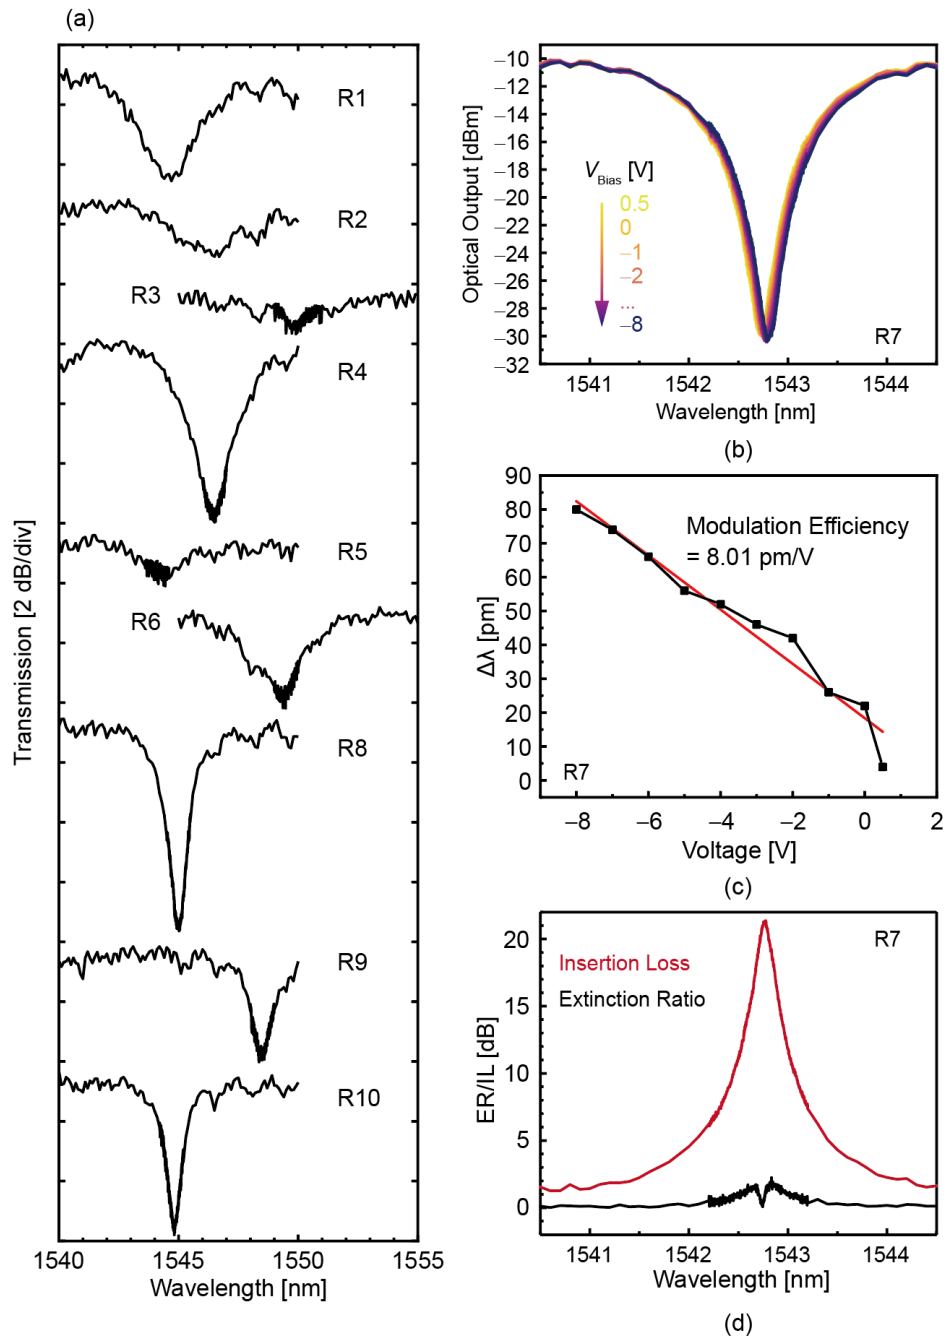 (a)
R1
R2
R3
R4
R5
R6
R8
R9
R10
Transmission [2 dB/div]
1540
1545
1550
1555
Wavelength [nm]
−10
−12
−14
−16
−18
−20
−22
−24
−26
−28
−30
−32
Optical Output [dBm]
VBias [V]
0.5
0
−1
−2
...
−8
R7
1541
1542
1543
1544
Wavelength [nm]
(b)
90
80
70
60
50
40
30
20
10
0
Δλ [pm]
Modulation Efficiency
= 8.01 pm/V
R7
−8
−6
−4
−2
0
2
Voltage [V]
(c)
20
15
10
5
0
ER/IL [dB]
R7
Insertion Loss
Extinction Ratio
1541
1542
1543
1544
Wavelength [nm]
(d)